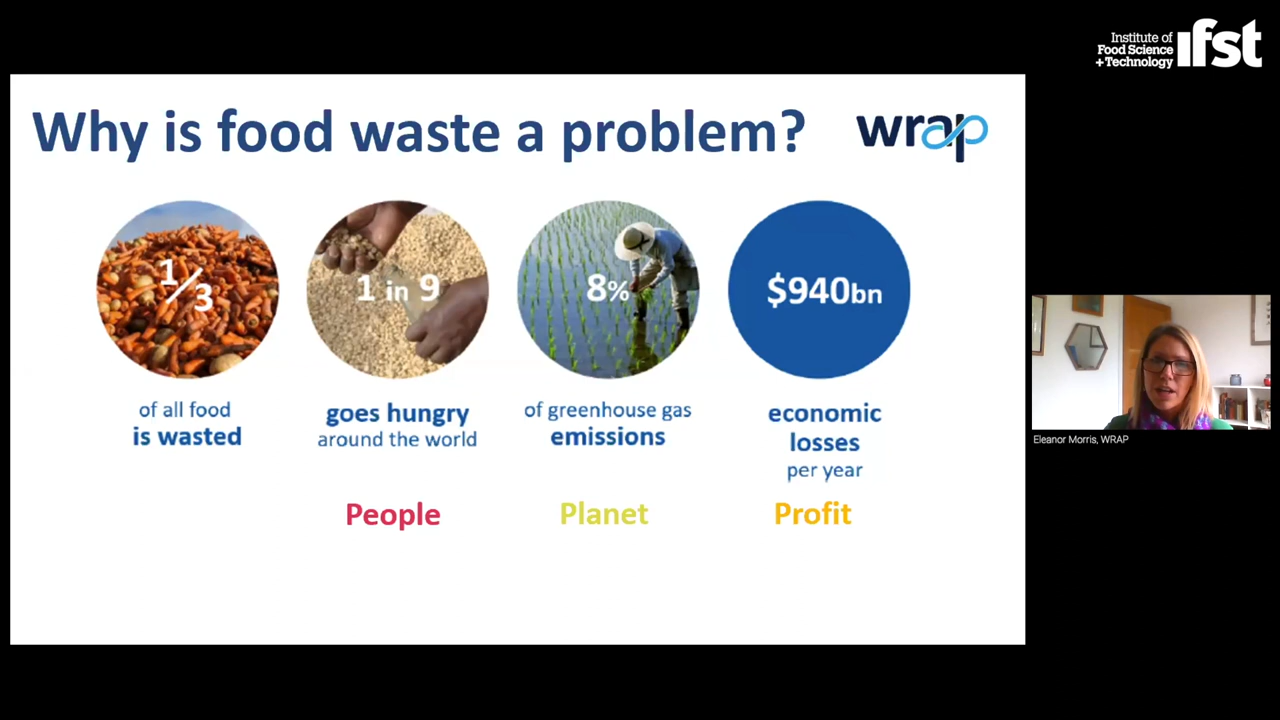 Institute of
Food Science
+Technology
ifst
Why is food waste a problem?
wrap
1/3
1 in 9
8%
$940bn
of all food
is wasted
goes hungry
around the world
of greenhouse gas
emissions
economic
losses
per year
People
Planet
Profit
Eleanor Morris, WRAP